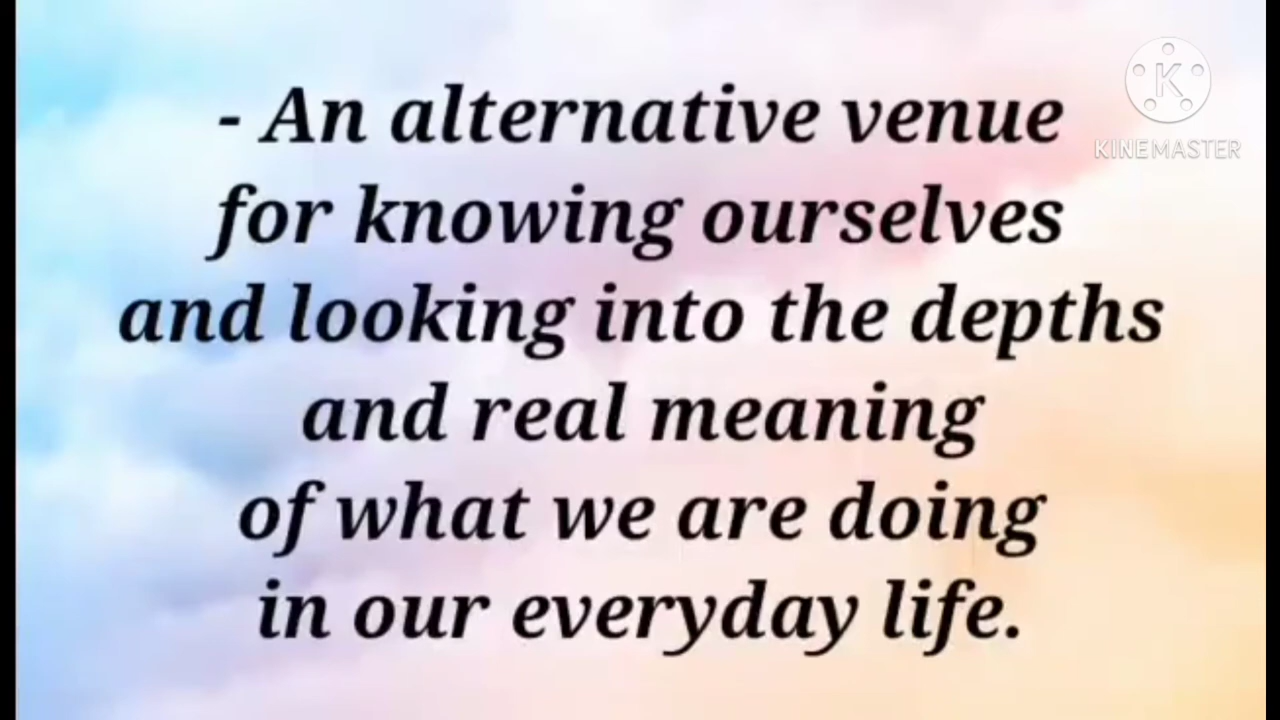 - An alternative venue
for knowing ourselves
and looking into the depths
and real meaning
of what we are doing
in our everyday life.
K
KINEMASTER